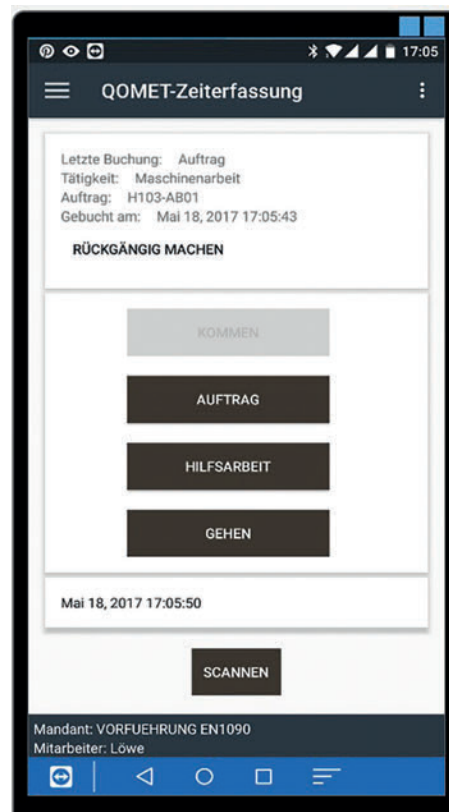 17:05
QOMET-Zeiterfassung
Letzte Buchung: Auftrag
Tätigkeit: Maschinenarbeit
Auftrag: H103-AB01
Gebucht am: Mai 18, 2017 17:05:43
RÜCKGÄNGIG MACHEN
KOMMEN
AUFTRAG
HILFSARBEIT
GEHEN
Mai 18, 2017 17:05:50
SCANNEN
Mandant: VORFUEHRUNG EN1090
Mitarbeiter: Löwe